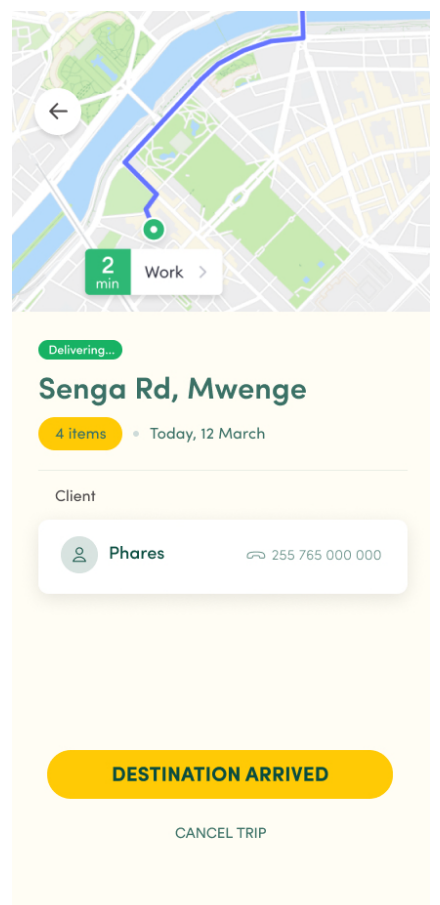 2
min
Work
Delivering...
Senga Rd, Mwenge
4 items
Today, 12 March
Client
Phares
255 765 000 000
DESTINATION ARRIVED
CANCEL TRIP